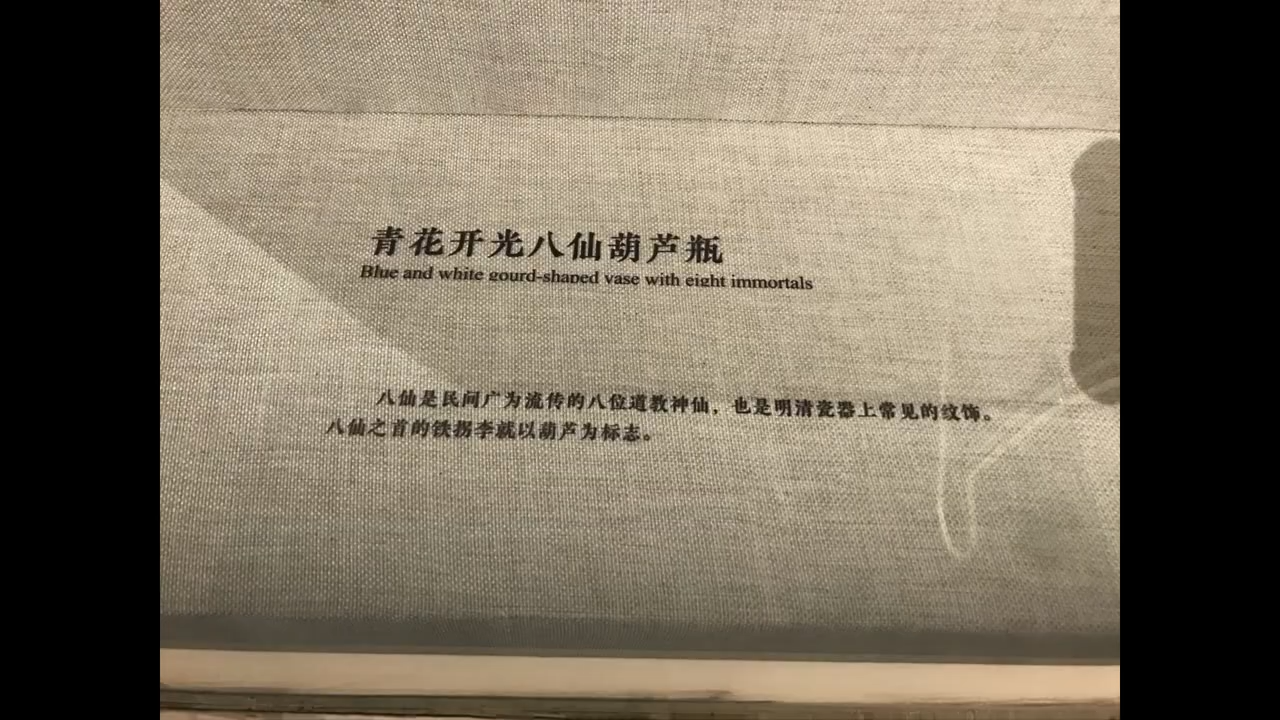 青花开光八仙葫芦瓶
Blue and white gourd-shaped vase with eight immortals
八仙是民间广为流传的八位道教神仙，也是明清瓷器上常见的纹饰。
八仙之首的铁拐李就以葫芦为标志。